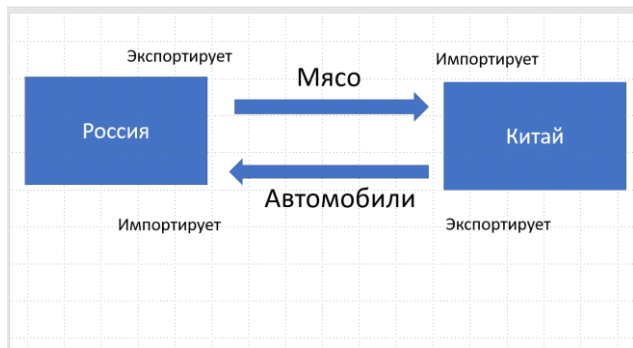 Экспортирует
Импортирует
Мясо
Россия
Китай
Автомобили
Импортирует
Экспортирует